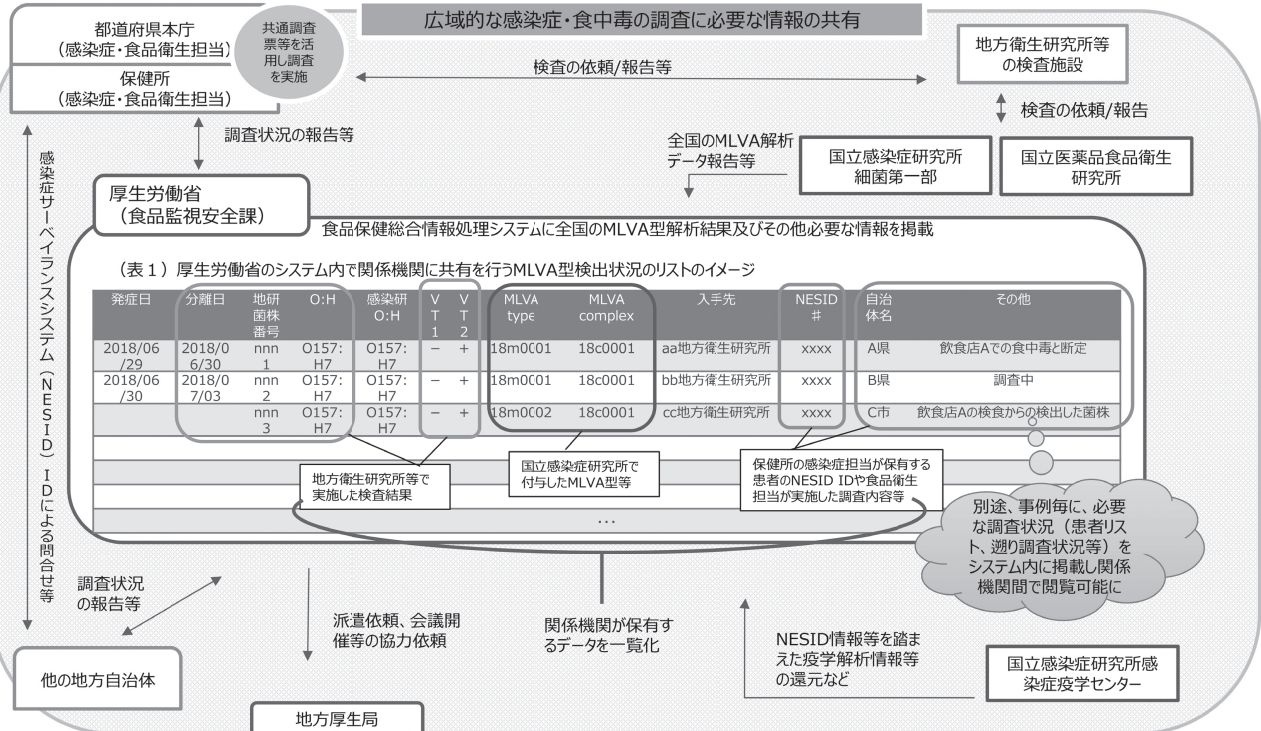 広域的な感染症・食中毒の調査に必要な情報の共有
都道府県本庁
（感染症・食品衛生担当）
保健所
（感染症・食品衛生担当）
共通調査
票等を活
用し調査
を実施
検査の依頼/報告等
地方衛生研究所等
の検査施設
検査の依頼/報告
調査状況の報告等
全国のMLVA解析
データ報告等
国立感染症研究所
細菌第一部
国立医薬品食品衛生
研究所
感染症サーベイランスシステム（NESID）IDによる問合せ等
厚生労働省
（食品監視安全課）
食品保健総合情報処理システムに全国のMLVA型解析結果及びその他必要な情報を掲載
（表１）厚生労働省のシステム内で関係機関に共有を行うMLVA型検出状況のリストのイメージ
発症日 分離日 地研菌株番号 O:H 感染研O:H VT1 VT2 MLVA type MLVA complex 入手先 NESID ♯ 自治体名 その他
2018/06/29 2018/06/30 nnn1 O157:H7 O157:H7 − + 18m0001 18c0001 aa地方衛生研究所 xxxx A県 飲食店Aでの食中毒と断定
2018/06/30 2018/07/03 nnn2 O157:H7 O157:H7 − + 18m0001 18c0001 bb地方衛生研究所 xxxx B県 調査中
nnn3 O157:H7 O157:H7 − + 18m0002 18c0001 cc地方衛生研究所 xxxx C市 飲食店Aの検食からの検出した菌株
地方衛生研究所等で
実施した検査結果
国立感染症研究所で
付与したMLVA型等
保健所の感染症担当が保有する
患者のNESID IDや食品衛生
担当が実施した調査内容等
…
別途、事例毎に、必要
な調査状況（患者リス
ト、遡り調査状況等）を
システム内に掲載し関係
機関間で閲覧可能に
調査状況
の報告等
派遣依頼、会議開
催等の協力依頼
関係機関が保有す
るデータを一覧化
NESID情報等を踏ま
えた疫学解析情報等
の還元など
国立感染症研究所感
染症疫学センター
他の地方自治体
地方厚生局